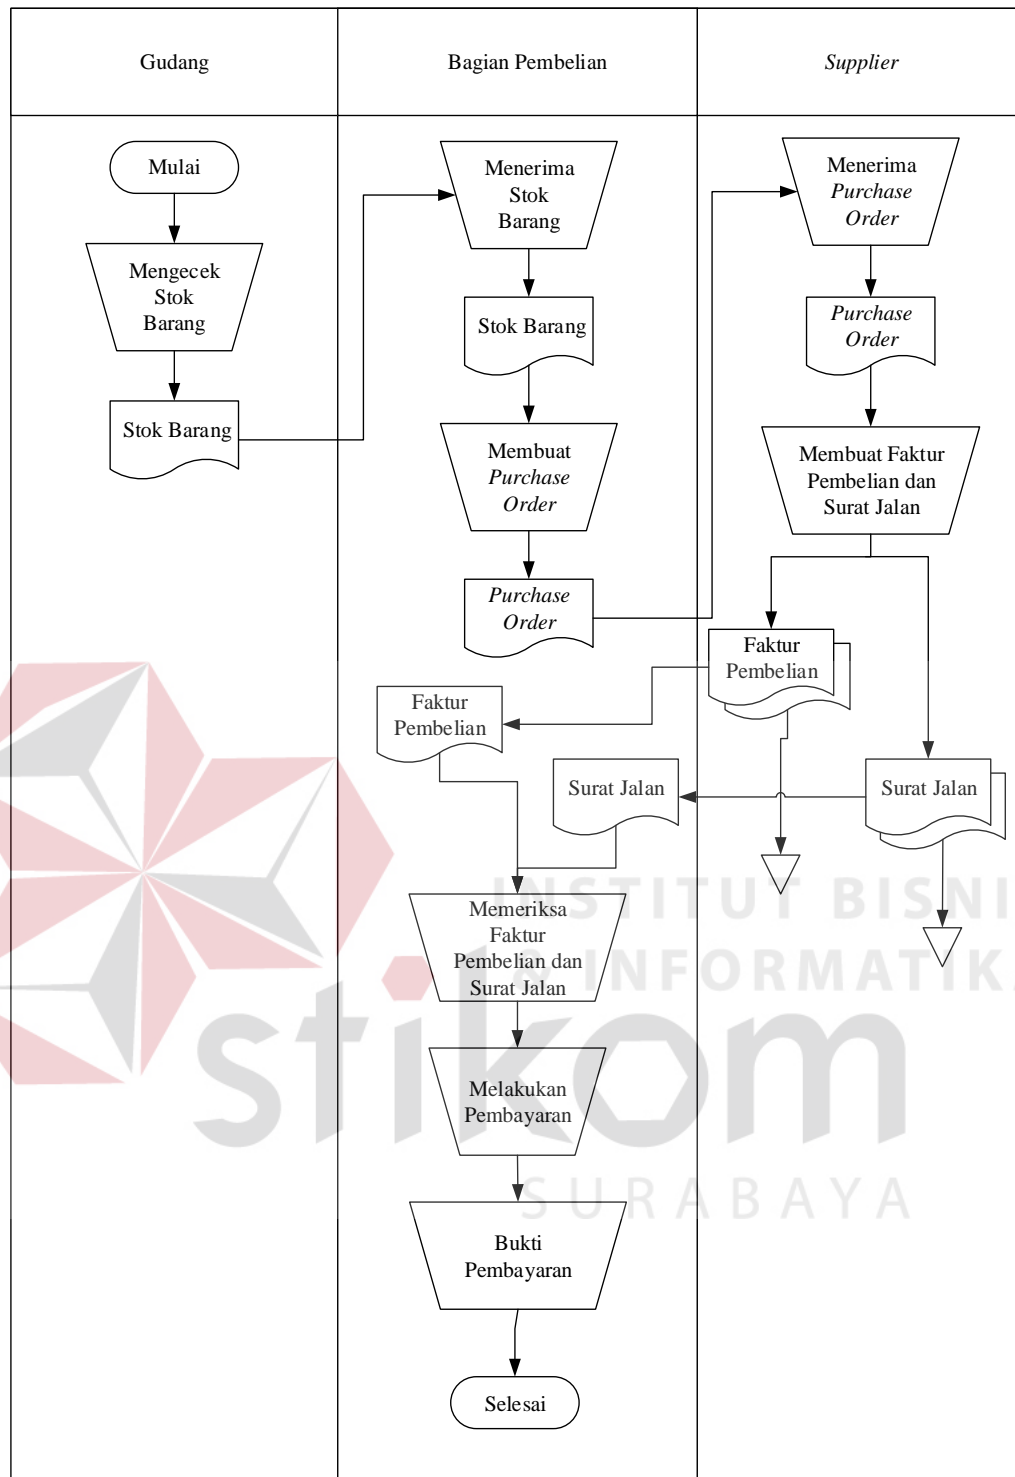 Gudang
Bagian Pembelian
Supplier
Mulai
Mengecek
Stok
Barang
Stok Barang
Menerima
Stok
Barang
Stok Barang
Membuat
Purchase
Order
Purchase
Order
Menerima
Purchase
Order
Purchase
Order
Membuat Faktur
Pembelian dan
Surat Jalan
Faktur
Pembelian
Surat Jalan
Faktur
Pembelian
Surat Jalan
Memeriksa
Faktur
Pembelian dan
Surat Jalan
Melakukan
Pembayaran
Bukti
Pembayaran
Selesai
INSTITUT BISNI
& INFORMATIK
stikom
SURABAYA